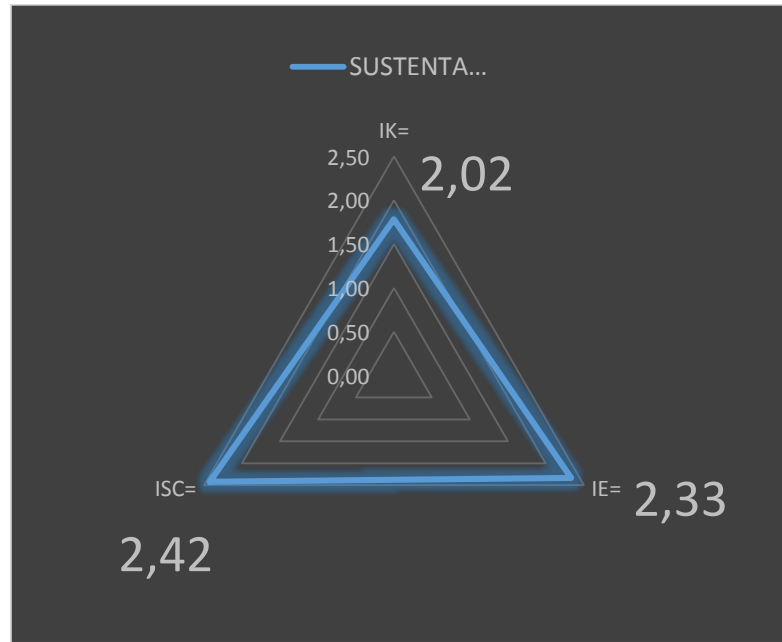 SUSTENTA...
IK=
2,02
2,50
2,00
1,50
1,00
0,50
0,00
ISC=
IE=
2,33
2,42